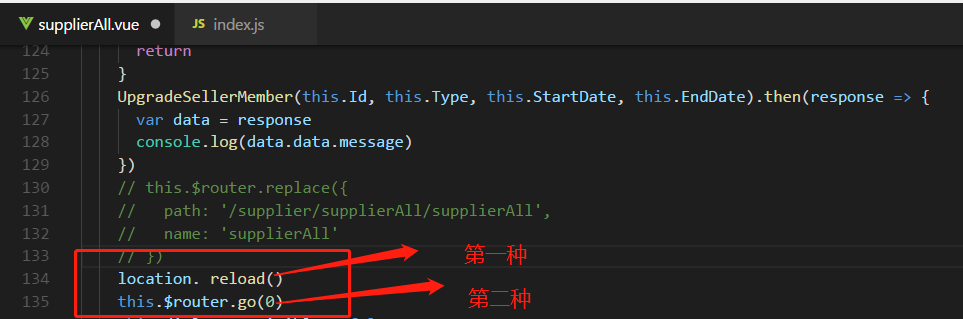 supplierAll.vue
JS index.js
124 return
125 }
126 UpgradeSellerMember(this.Id, this.Type, this.StartDate, this.EndDate).then(response => {
127 var data = response
128 console.log(data.data.message)
129 })
130 // this.$router.replace({
131 //   path: '/supplier/supplierAll/supplierAll',
132 //   name: 'supplierAll'
133 // })
134 location. reload()
第一种
135 this.$router.go(0)
第二种